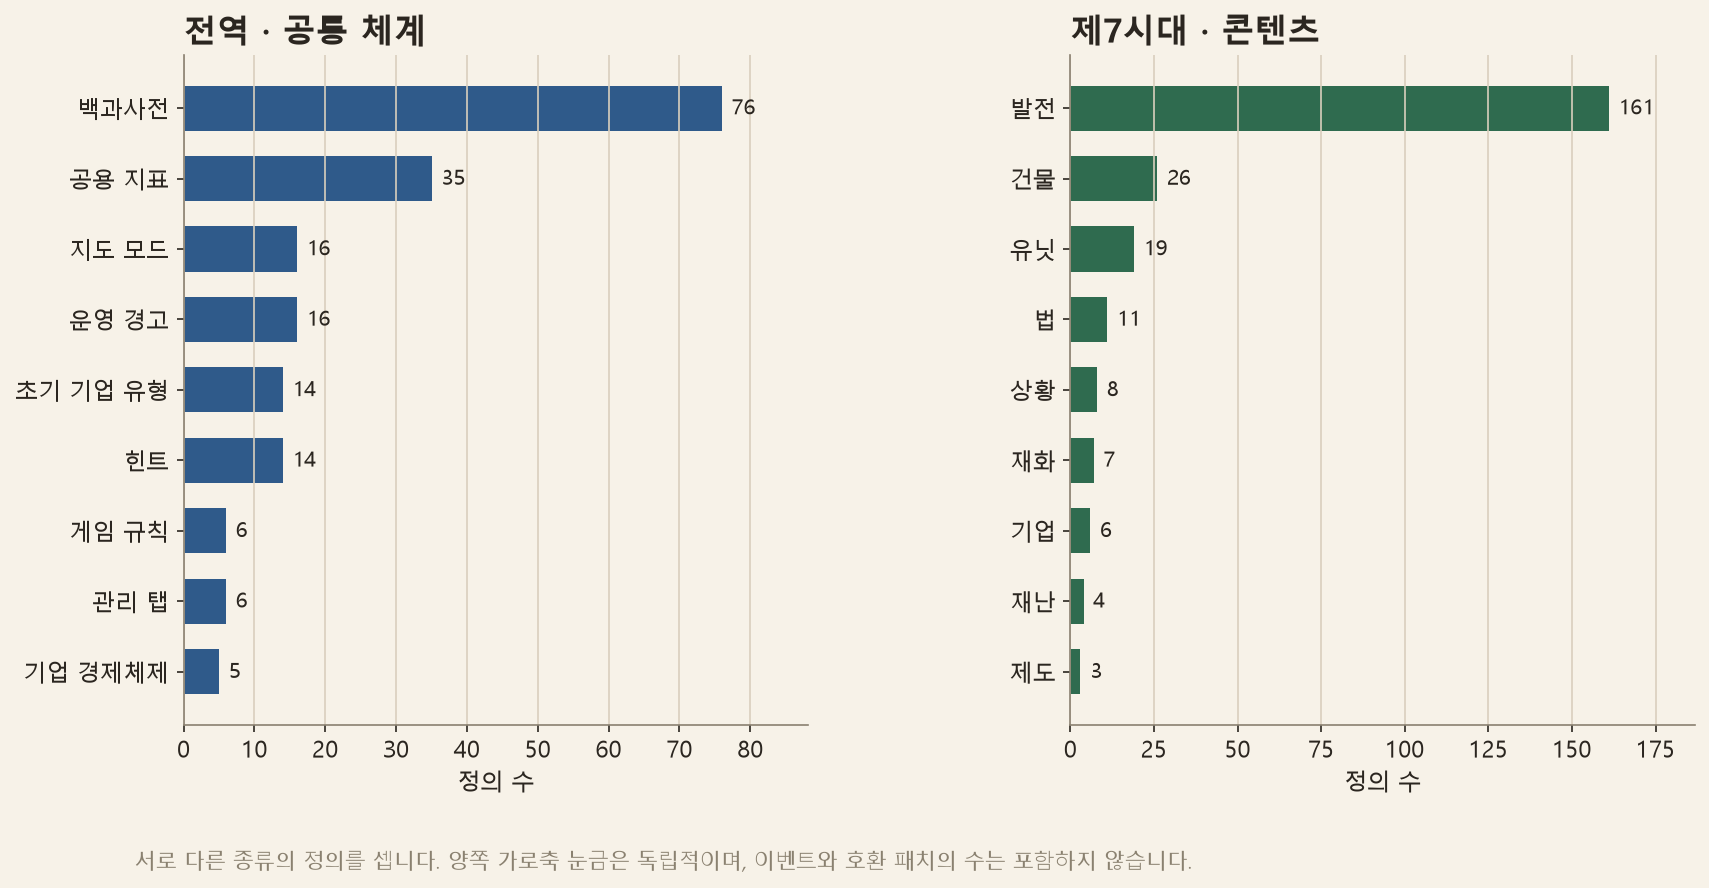 전역 · 공통 체계
백과사전 76
공용 지표 35
지도 모드 16
운영 경고 16
초기 기업 유형 14
힌트 14
게임 규칙 6
관리 탭 6
기업 경제체제 5
0 10 20 30 40 50 60 70 80
정의 수
제7시대 · 콘텐츠
발전 161
건물 26
유닛 19
법 11
상황 8
재화 7
기업 6
재난 4
제도 3
0 25 50 75 100 125 150 175
정의 수
서로 다른 종류의 정의를 셉니다. 양쪽 가로축 눈금은 독립적이며, 이벤트와 호환 패치의 수는 포함하지 않습니다.